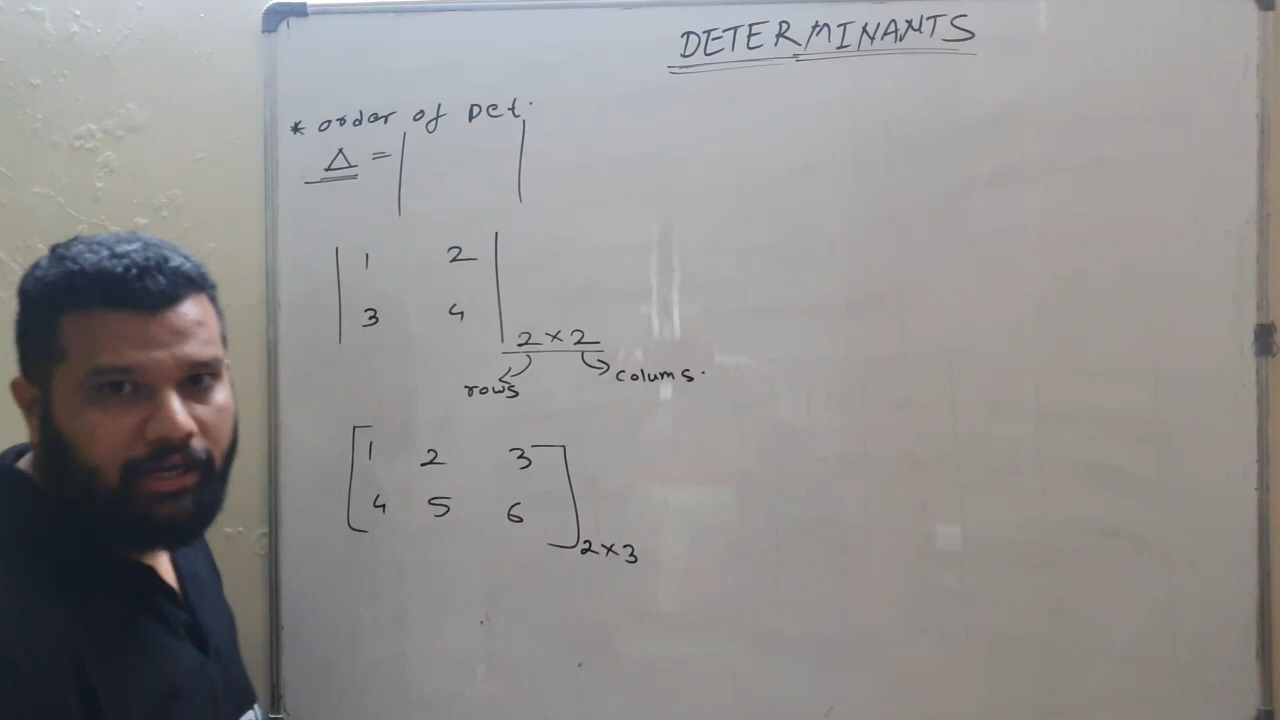 DETERMINANTS
* order of Det.
Δ = | |
| 1 2 |
3 4
2 × 2
rows
colums.
[ 1 2 3 ]
4 5 6
2×3